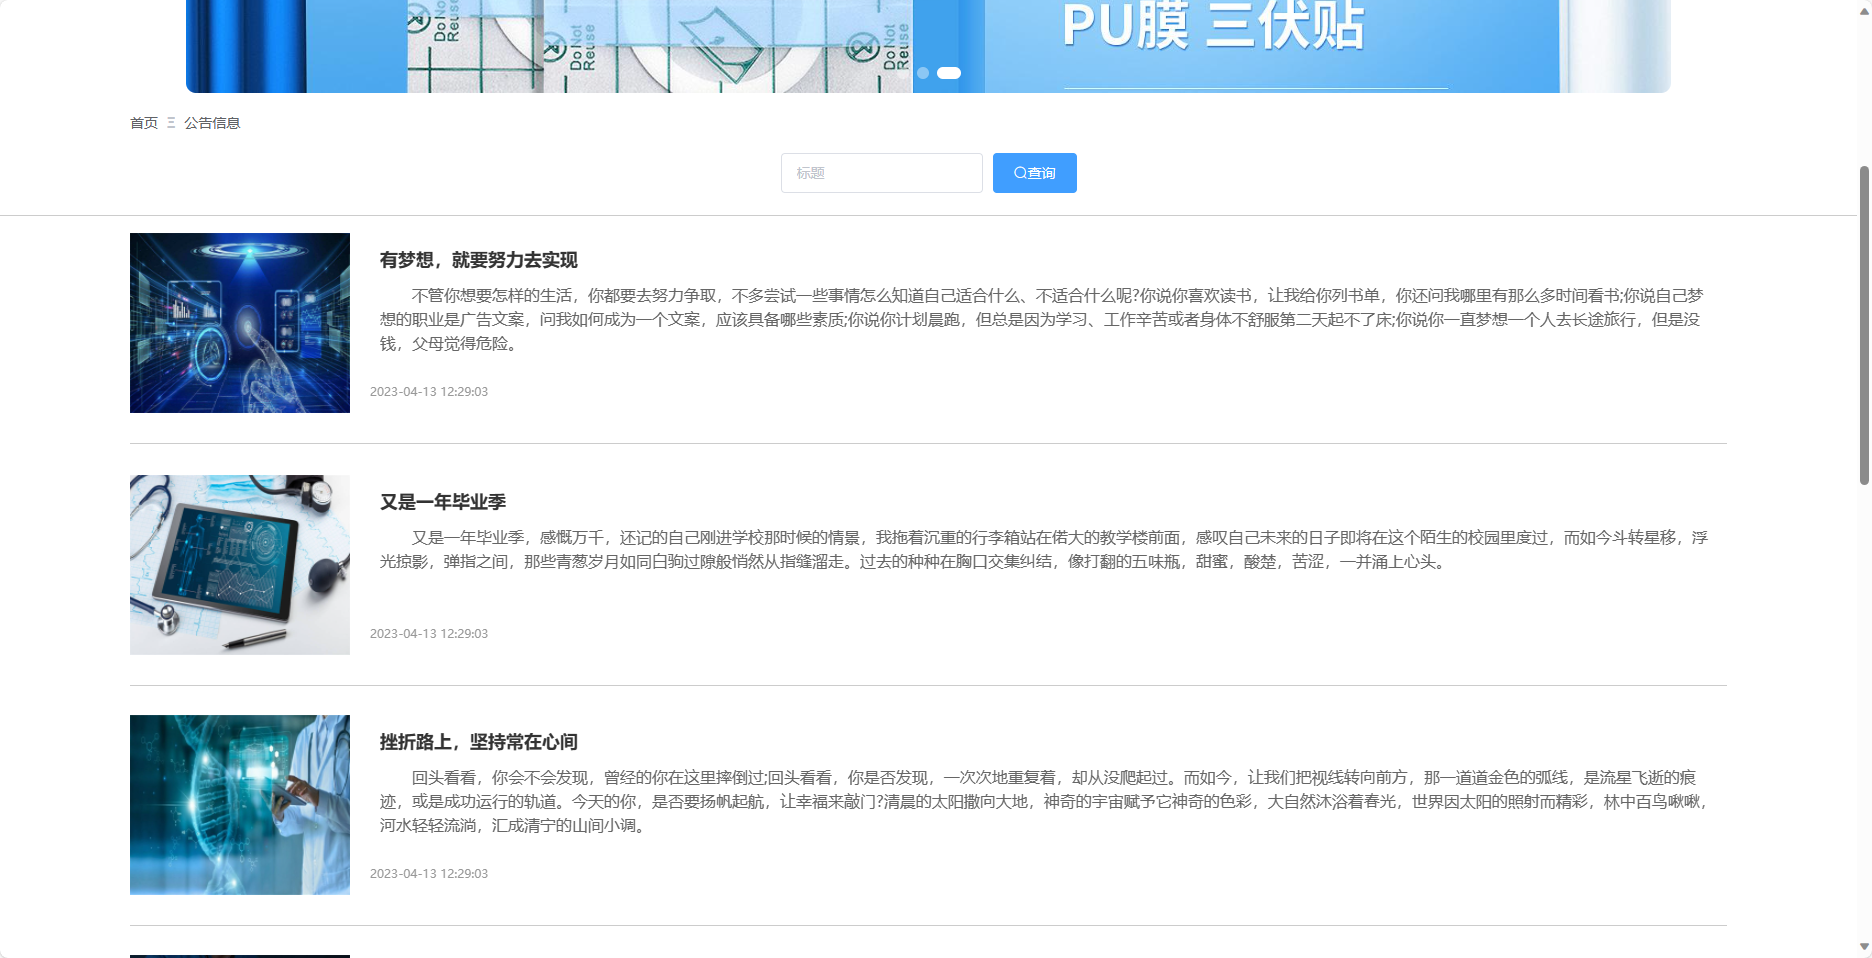 Do Not
Reuse
Do Not
Reuse
Do Not
Reuse
PU膜 三伏贴
首页 Ξ 公告信息
标题
查询
有梦想，就要努力去实现
不管你想要怎样的生活，你都要去努力争取，不多尝试一些事情怎么知道自己适合什么、不适合什么呢?你说你喜欢读书，让我给你列书单，你还问我哪里有那么多时间看书;你说自己梦
想的职业是广告文案，问我如何成为一个文案，应该具备哪些素质;你说你计划晨跑，但总是因为学习、工作辛苦或者身体不舒服第二天起不了床;你说你一直梦想一个人去长途旅行，但是没
钱，父母觉得危险。
2023-04-13 12:29:03
又是一年毕业季
又是一年毕业季，感慨万千，还记的自己刚进学校那时候的情景，我拖着沉重的行李箱站在偌大的教学楼前面，感叹自己未来的日子即将在这个陌生的校园里度过，而如今斗转星移，浮
光掠影，弹指之间，那些青葱岁月如同白驹过隙般悄然从指缝溜走。过去的种种在胸口交集纠结，像打翻的五味瓶，甜蜜，酸楚，苦涩，一并涌上心头。
2023-04-13 12:29:03
挫折路上，坚持常在心间
回头看看，你会不会发现，曾经的你在这里摔倒过;回头看看，你是否发现，一次次地重复着，却从没爬起过。而如今，让我们把视线转向前方，那一道道金色的弧线，是流星飞逝的痕
迹，或是成功运行的轨道。今天的你，是否要扬帆起航，让幸福来敲门?清晨的太阳撒向大地，神奇的宇宙赋予它神奇的色彩，大自然沐浴着春光，世界因太阳的照射而精彩，林中百鸟啾啾，
河水轻轻流淌，汇成清宁的山间小调。
2023-04-13 12:29:03